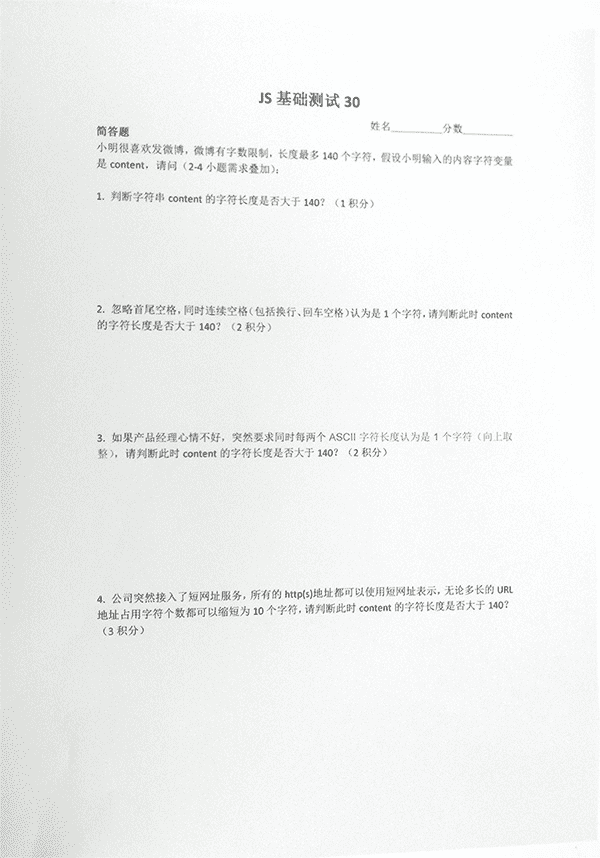 JS 基础测试 30
姓名_________分数_________
简答题
小明很喜欢发微博，微博有字数限制，长度最多 140 个字符，假设小明输入的内容字符变量
是 content，请问（2-4 小题需求叠加）：
1. 判断字符串 content 的字符长度是否大于 140？（1 积分）
2. 忽略首尾空格，同时连续空格（包括换行、回车空格）认为是 1 个字符，请判断此时 content
的字符长度是否大于 140？（2 积分）
3. 如果产品经理心情不好，突然要求同时每两个 ASCII 字符长度认为是 1 个字符（向上取
整），请判断此时 content 的字符长度是否大于 140？（2 积分）
4. 公司突然接入了短网址服务，所有的 http(s)地址都可以使用短网址表示，无论多长的 URL
地址占用字符个数都可以缩短为 10 个字符，请判断此时 content 的字符长度是否大于 140？
（3 积分）